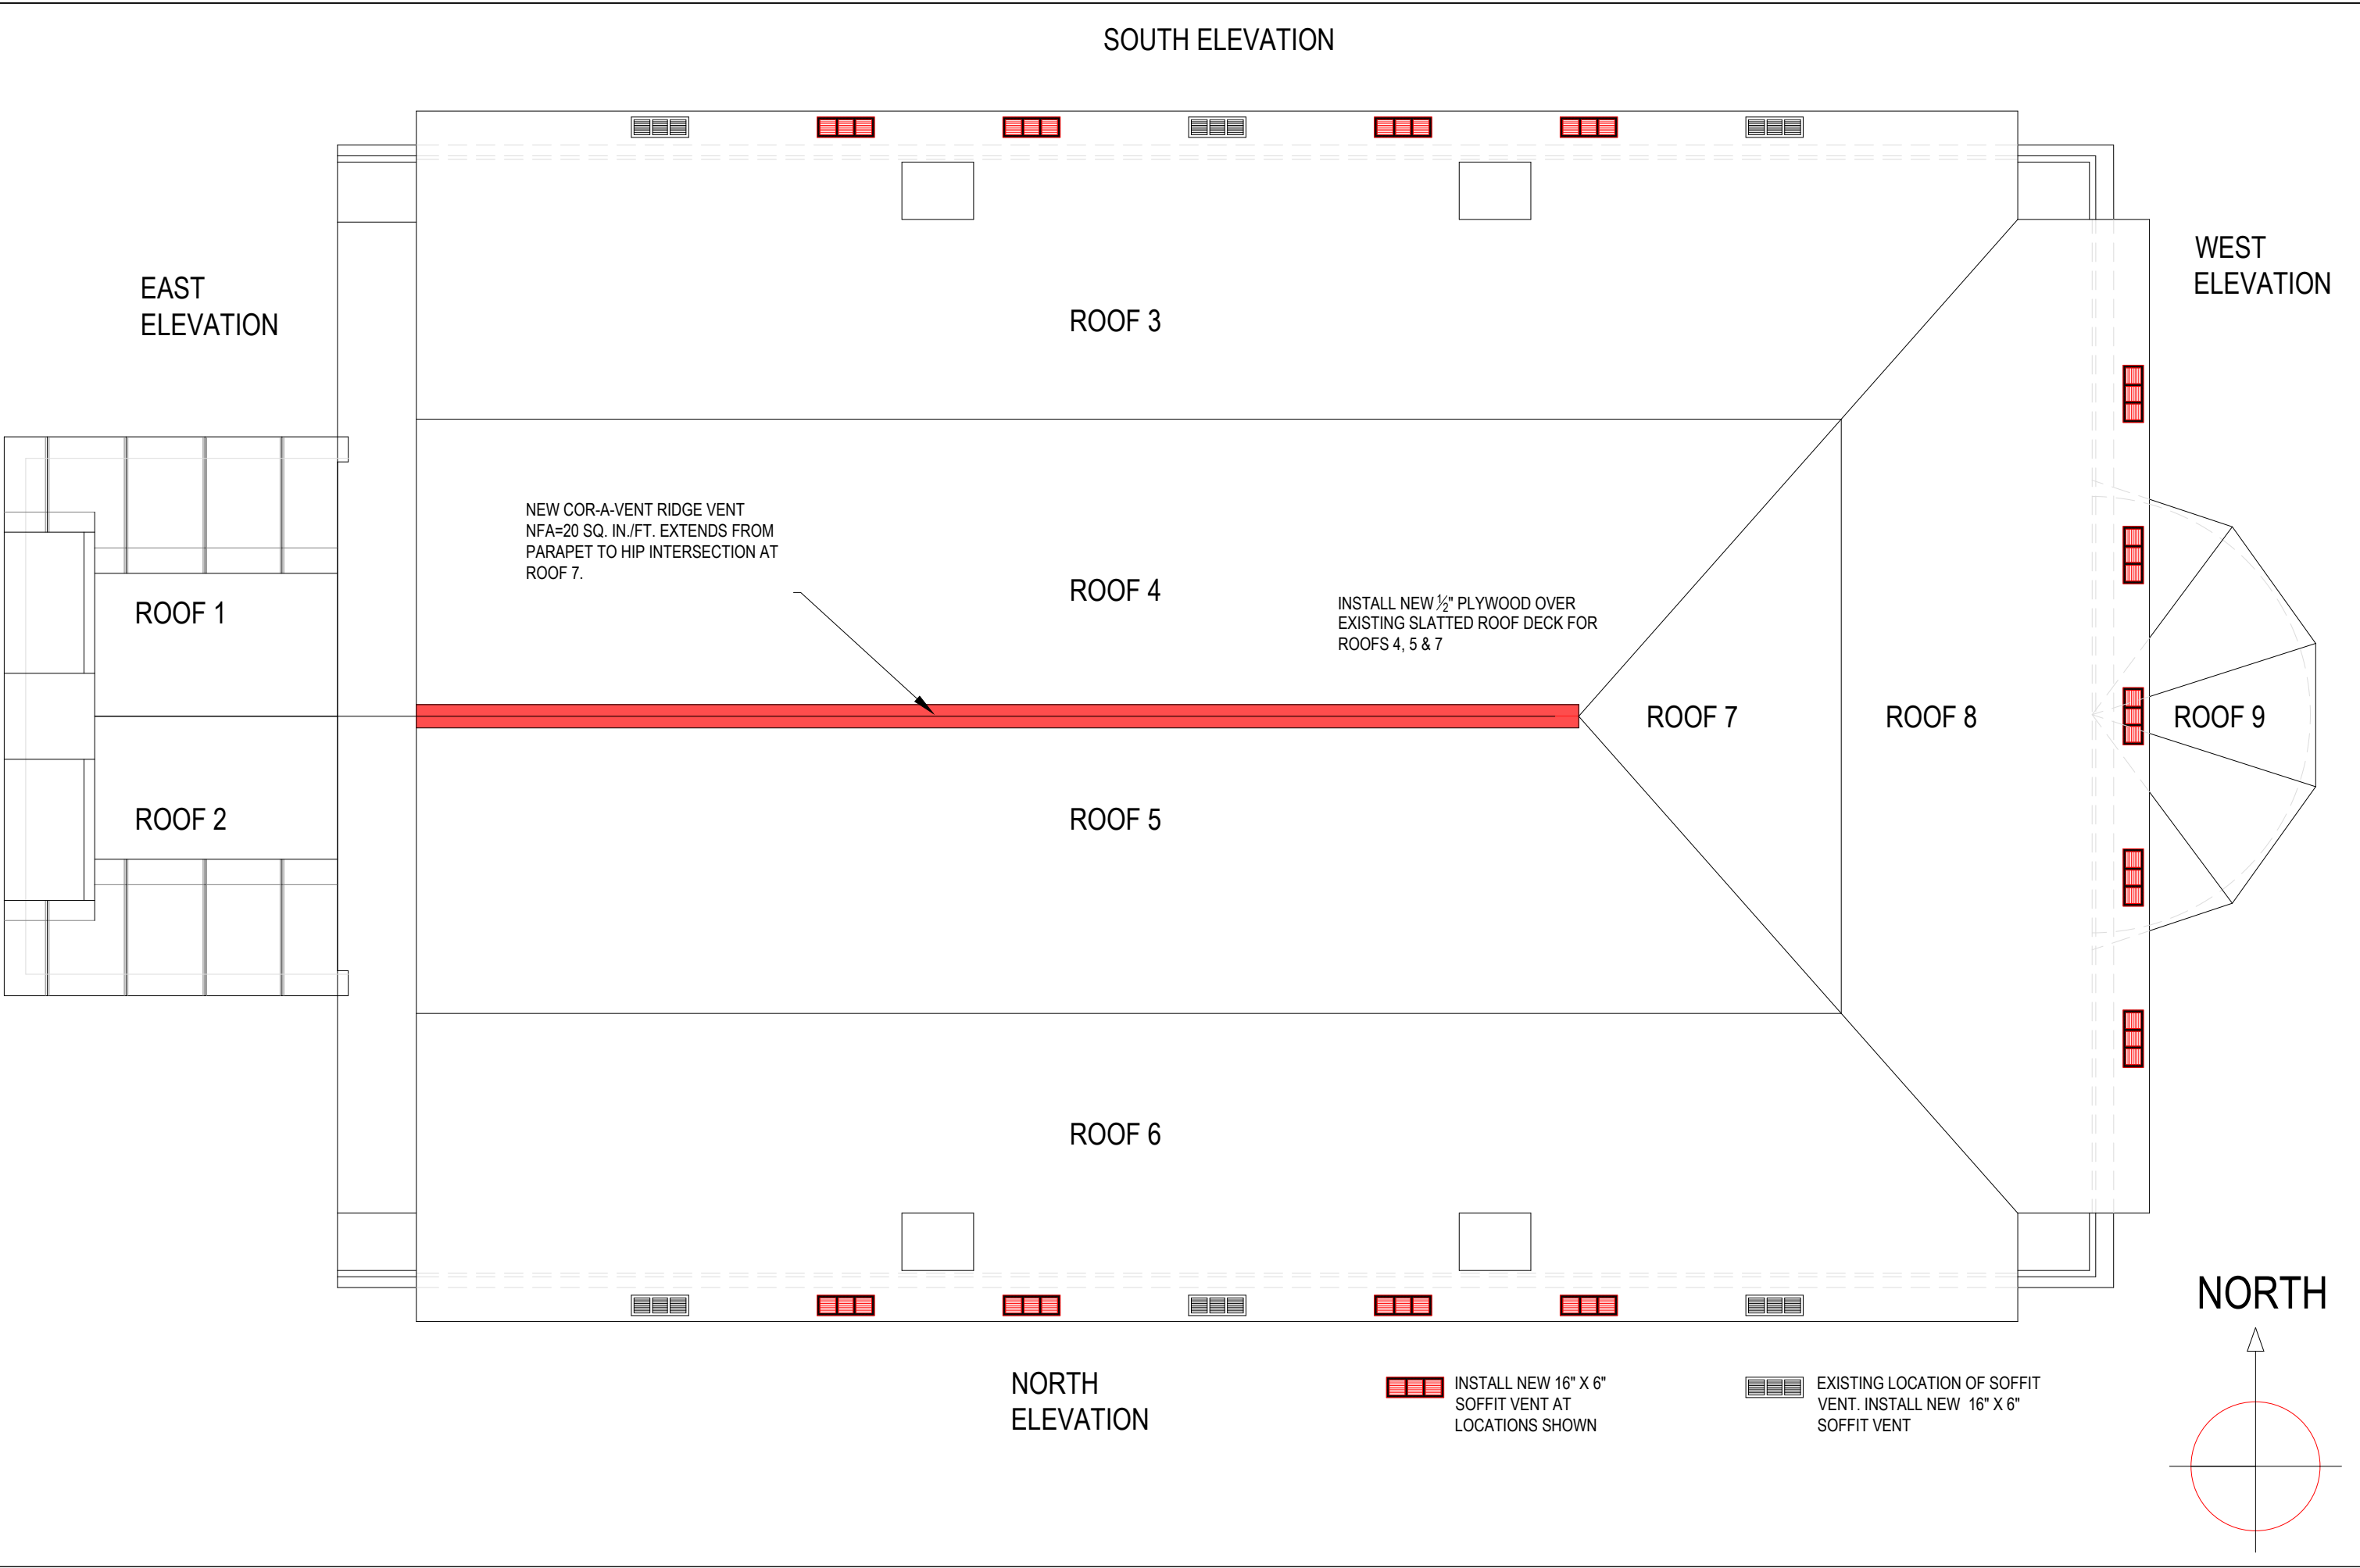 SOUTH ELEVATION
WEST
ELEVATION
EAST
ELEVATION
ROOF 3
NEW COR-A-VENT RIDGE VENT
NFA=20 SQ. IN./FT. EXTENDS FROM
PARAPET TO HIP INTERSECTION AT
ROOF 7.
ROOF 4
INSTALL NEW ½" PLYWOOD OVER
EXISTING SLATTED ROOF DECK FOR
ROOFS 4, 5 & 7
ROOF 1
ROOF 7
ROOF 8
ROOF 9
ROOF 2
ROOF 5
ROOF 6
NORTH
NORTH
ELEVATION
INSTALL NEW 16" X 6"
SOFFIT VENT AT
LOCATIONS SHOWN
EXISTING LOCATION OF SOFFIT
VENT. INSTALL NEW 16" X 6"
SOFFIT VENT